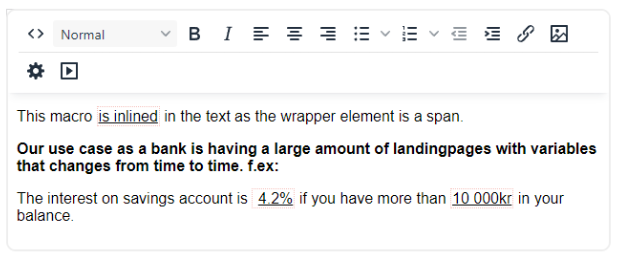 Normal
This macro is inlined in the text as the wrapper element is a span.
Our use case as a bank is having a large amount of landingpages with variables
that changes from time to time. f.ex:
The interest on savings account is 4.2% if you have more than 10 000kr in your
balance.